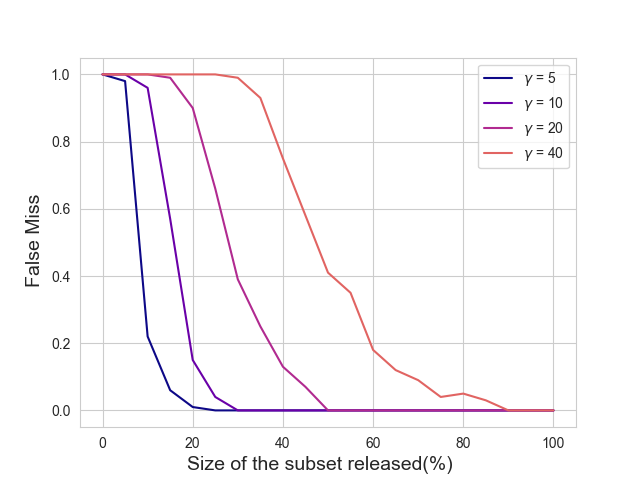 γ = 5
γ = 10
γ = 20
γ = 40
1.0
0.8
0.6
0.4
0.2
0.0
False Miss
0 20 40 60 80 100
Size of the subset released(%)